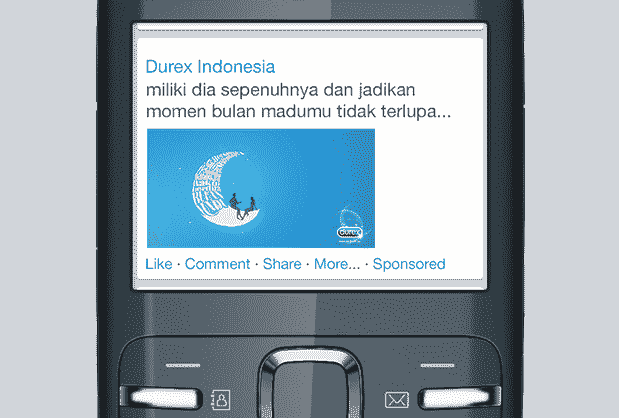 Durex Indonesia
miliki dia sepenuhnya dan jadikan
momen bulan madumu tidak terlupa...
durex
Like · Comment · Share · More... · Sponsored